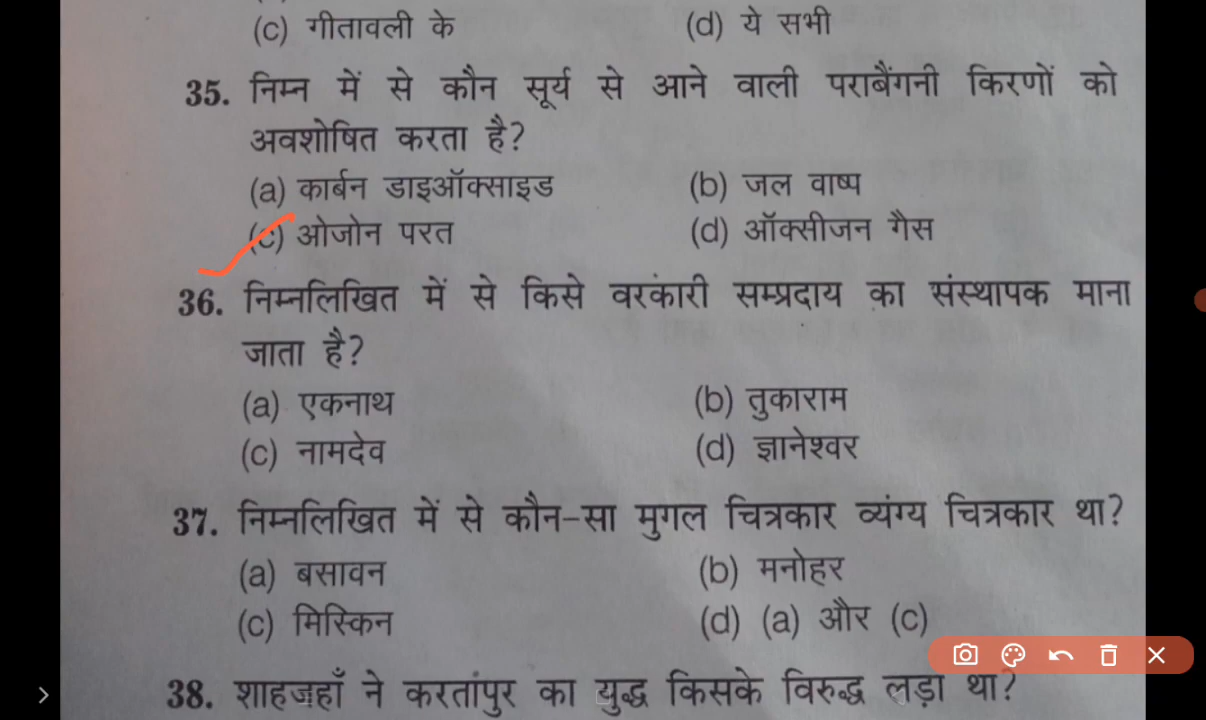 (c) गीतावली के (d) ये सभी
35. निम्न में से कौन सूर्य से आने वाली पराबैंगनी किरणों को
अवशोषित करता है?
(a) कार्बन डाइऑक्साइड (b) जल वाष्प
(c) ओजोन परत (d) ऑक्सीजन गैस
36. निम्नलिखित में से किसे वरकारी सम्प्रदाय का संस्थापक माना
जाता है?
(a) एकनाथ (b) तुकाराम
(c) नामदेव (d) ज्ञानेश्वर
37. निम्नलिखित में से कौन-सा मुगल चित्रकार व्यंग्य चित्रकार था?
(a) बसावन (b) मनोहर
(c) मिस्किन (d) (a) और (c)
38. शाहजहाँ ने करतांपुर का युद्ध किसके विरुद्ध लड़ा था?